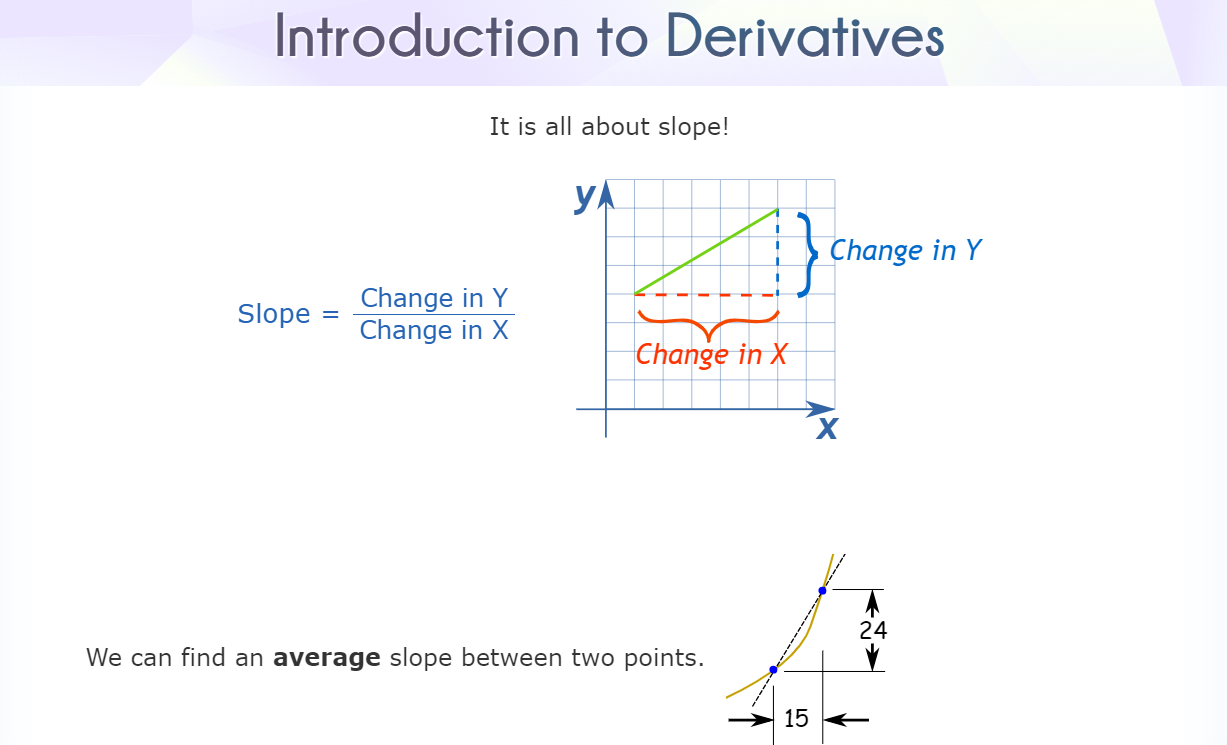 Introduction to Derivatives
It is all about slope!
y
Change in Y
Slope = Change in Y
Change in X
Change in X
x
24
We can find an average slope between two points.
15